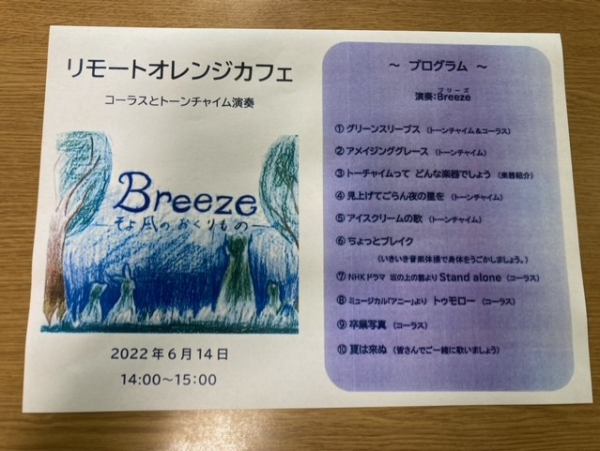 リモートオレンジカフェ
コーラスとトーンチャイム演奏
Breeze
そよ風のおくりもの
2022年6月14日
14:00～15:00
～ プログラム ～
ブリーズ
演奏:Breeze
① グリーンスリーブス （トーンチャイム＆コーラス）
② アメイジンググレース （トーンチャイム）
③ トーチャイムって どんな楽器でしょう （楽器紹介）
④ 見上げてごらん夜の星を （トーンチャイム）
⑤ アイスクリームの歌 （トーンチャイム）
⑥ ちょっとブレイク
（いきいき音楽体操で身体をうごかしましょう。）
⑦ NHKドラマ 坂の上の雲より Stand alone （コーラス）
⑧ ミュージカル「アニー」より トゥモロー （コーラス）
⑨ 卒業写真 （コーラス）
⑩ 夏は来ぬ （皆さんでご一緒に歌いましょう）